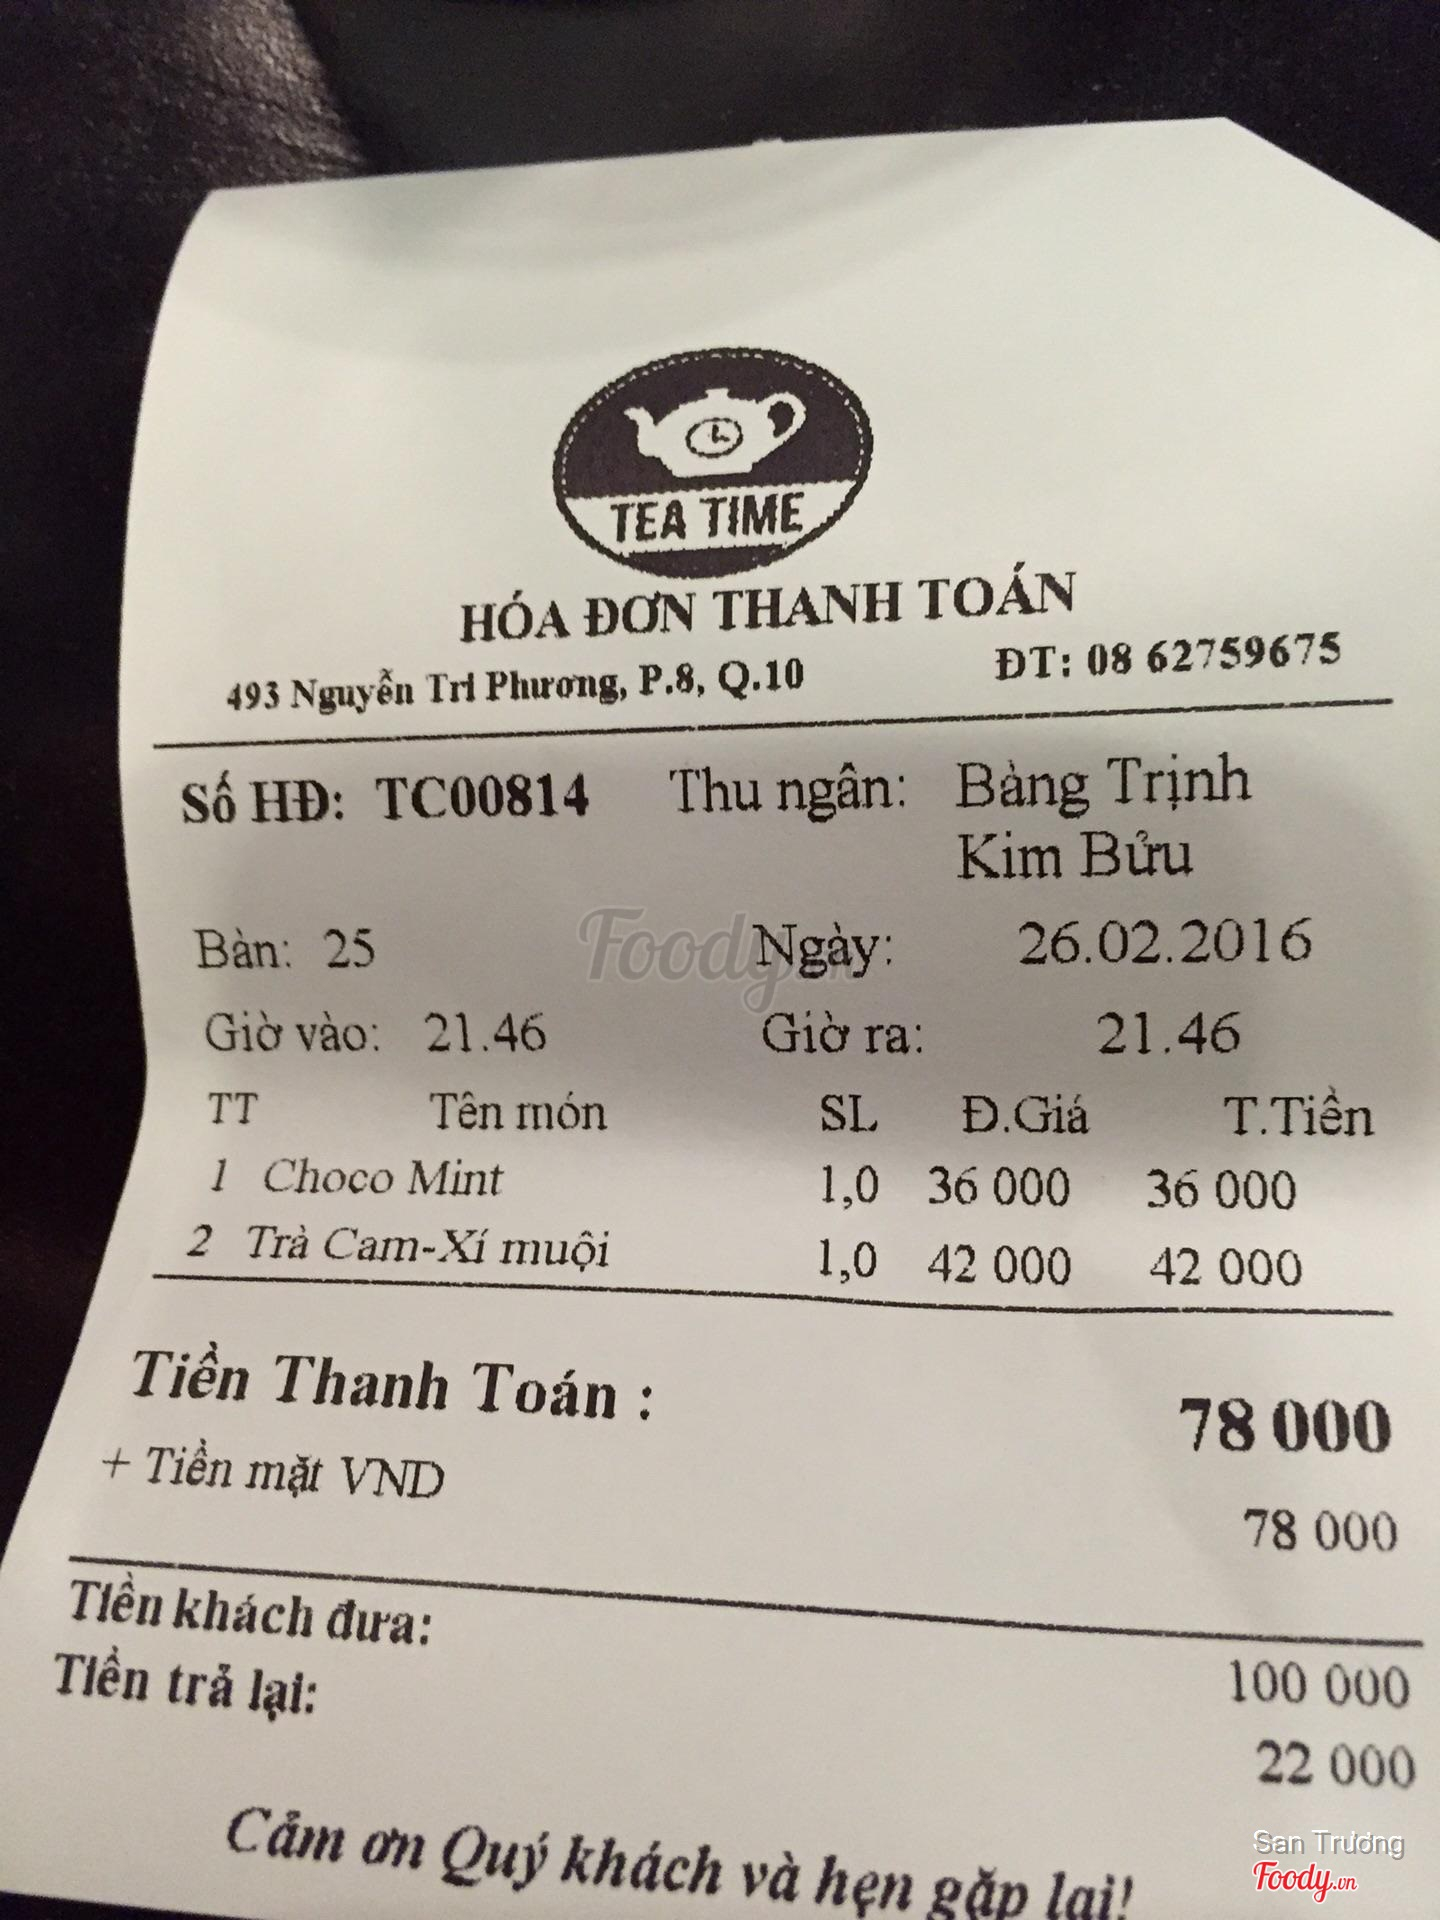 TEA TIME
HÓA ĐƠN THANH TOÁN
493 Nguyễn Tri Phương, P.8, Q.10 ĐT: 08 62759675
Số HĐ: TC00814 Thu ngân: Bàng Trịnh
Kim Bửu
Bàn: 25 Ngày: 26.02.2016
Giờ vào: 21.46 Giờ ra: 21.46
TT Tên món SL Đ.Giá T.Tiền
1 Choco Mint 1,0 36 000 36 000
2 Trà Cam-Xí muội 1,0 42 000 42 000
Tiền Thanh Toán : 78 000
+ Tiền mặt VND 78 000
Tiền khách đưa: 100 000
Tiền trả lại: 22 000
Cảm ơn Quý khách và hẹn gặp lại!
Foody.vn
San Trương
Foody.vn